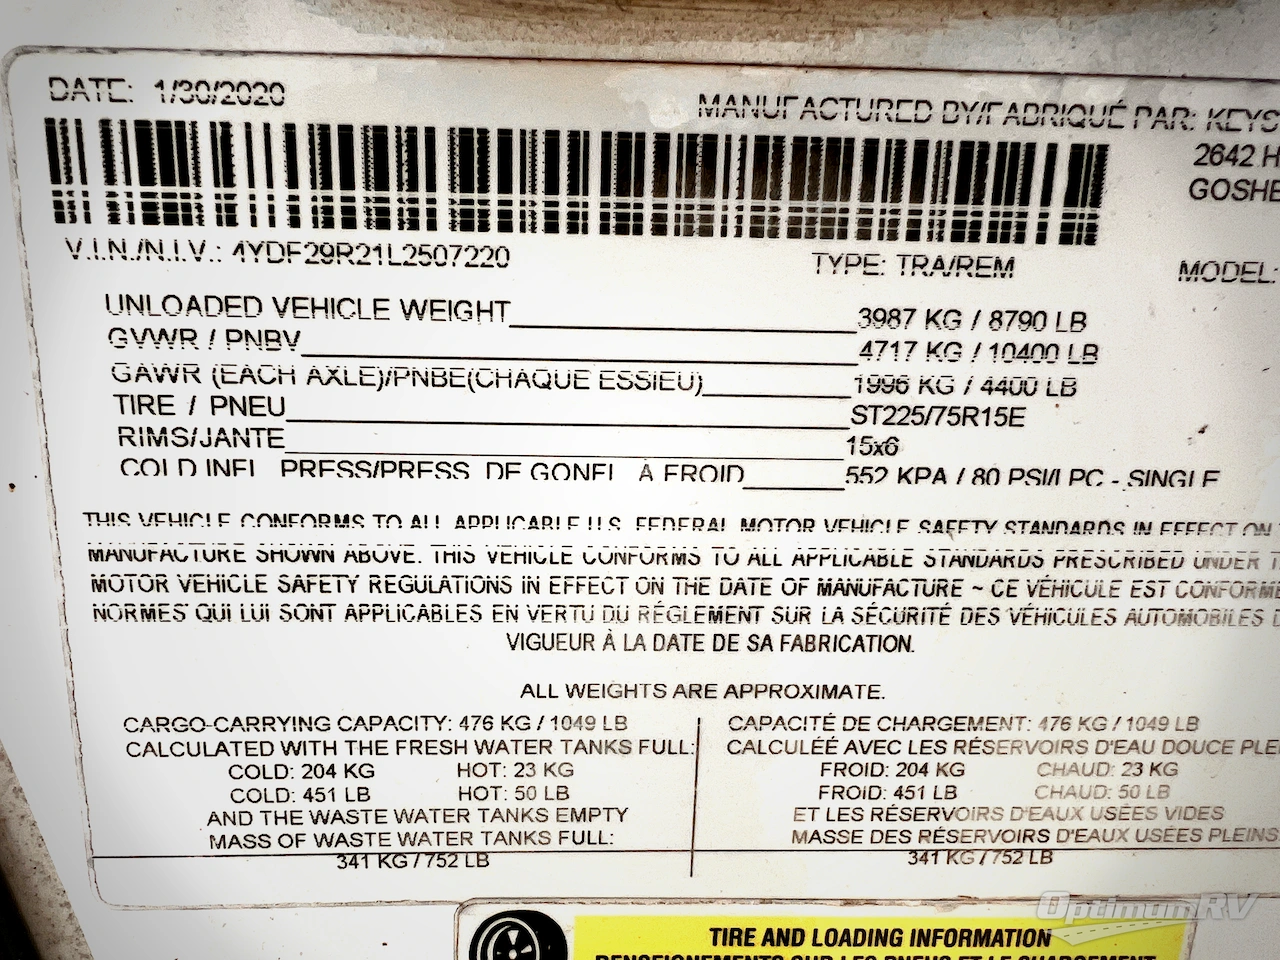 DATE: 1/30/2020
MANUFACTURED BY/FABRIQUÉ PAR: KEYS
2642 H
GOSHE
V.I.N./N.I.V.: 4YDF29R21L2507220
TYPE: TRA/REM
MODEL:
UNLOADED VEHICLE WEIGHT 3987 KG / 8790 LB
GVWR / PNBV 4717 KG / 10400 LB
GAWR (EACH AXLE)/PNBE(CHAQUE ESSIEU) 1996 KG / 4400 LB
TIRE / PNEU ST225/75R15E
RIMS/JANTE 15x6
COLD INFL. PRESS/PRESS. DE GONFL. À FROID 552 KPA / 80 PSI/LPC - SINGLE
THIS VEHICLE CONFORMS TO ALL APPLICABLE U.S. FEDERAL MOTOR VEHICLE SAFETY STANDARDS IN EFFECT ON
MANUFACTURE SHOWN ABOVE. THIS VEHICLE CONFORMS TO ALL APPLICABLE STANDARDS PRESCRIBED UNDER
MOTOR VEHICLE SAFETY REGULATIONS IN EFFECT ON THE DATE OF MANUFACTURE ~ CE VÉHICULE EST CONFORME
NORMES QUI LUI SONT APPLICABLES EN VERTU DU RÉGLEMENT SUR LA SÉCURITÉ DES VÉHICULES AUTOMOBILES
VIGUEUR À LA DATE DE SA FABRICATION.
ALL WEIGHTS ARE APPROXIMATE.
CARGO-CARRYING CAPACITY: 476 KG / 1049 LB
CALCULATED WITH THE FRESH WATER TANKS FULL:
COLD: 204 KG HOT: 23 KG
COLD: 451 LB HOT: 50 LB
AND THE WASTE WATER TANKS EMPTY
MASS OF WASTE WATER TANKS FULL:
341 KG / 752 LB
CAPACITÉ DE CHARGEMENT: 476 KG / 1049 LB
CALCULÉE AVEC LES RÉSERVOIRS D'EAU DOUCE PLEI
FROID: 204 KG CHAUD: 23 KG
FROID: 451 LB CHAUD: 50 LB
ET LES RÉSERVOIRS D'EAUX USÉES VIDES
MASSE DES RÉSERVOIRS D'EAUX USÉES PLEINS
341 KG / 752 LB
TIRE AND LOADING INFORMATION
RENSEIGNEMENTS SUR LES PNEUS ET LE CHARGEMENT
OptimumRV